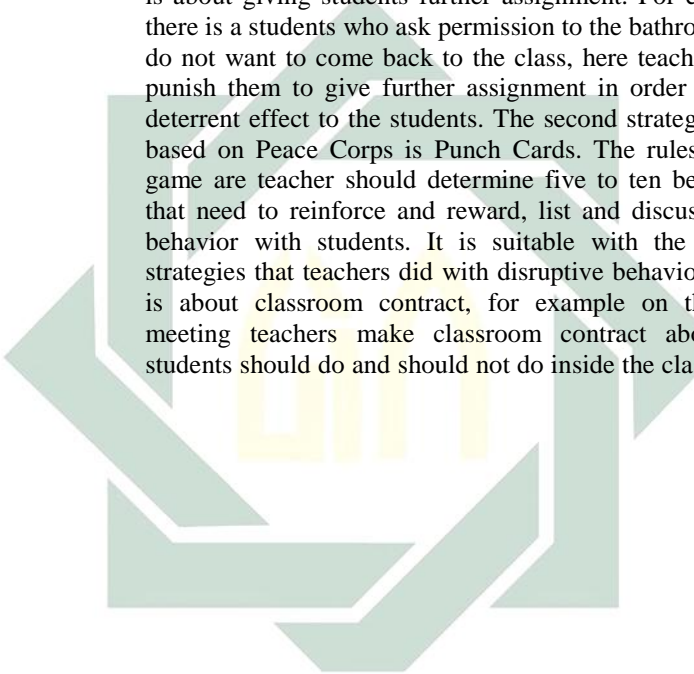 is about giving students further assignment. For e
there is a students who ask permission to the bathro
do not want to come back to the class, here teach
punish them to give further assignment in order
deterrent effect to the students. The second strateg
based on Peace Corps is Punch Cards. The rules
game are teacher should determine five to ten be
that need to reinforce and reward, list and discus
behavior with students. It is suitable with the
strategies that teachers did with disruptive behavio
is about classroom contract, for example on th
meeting teachers make classroom contract abo
students should do and should not do inside the cla